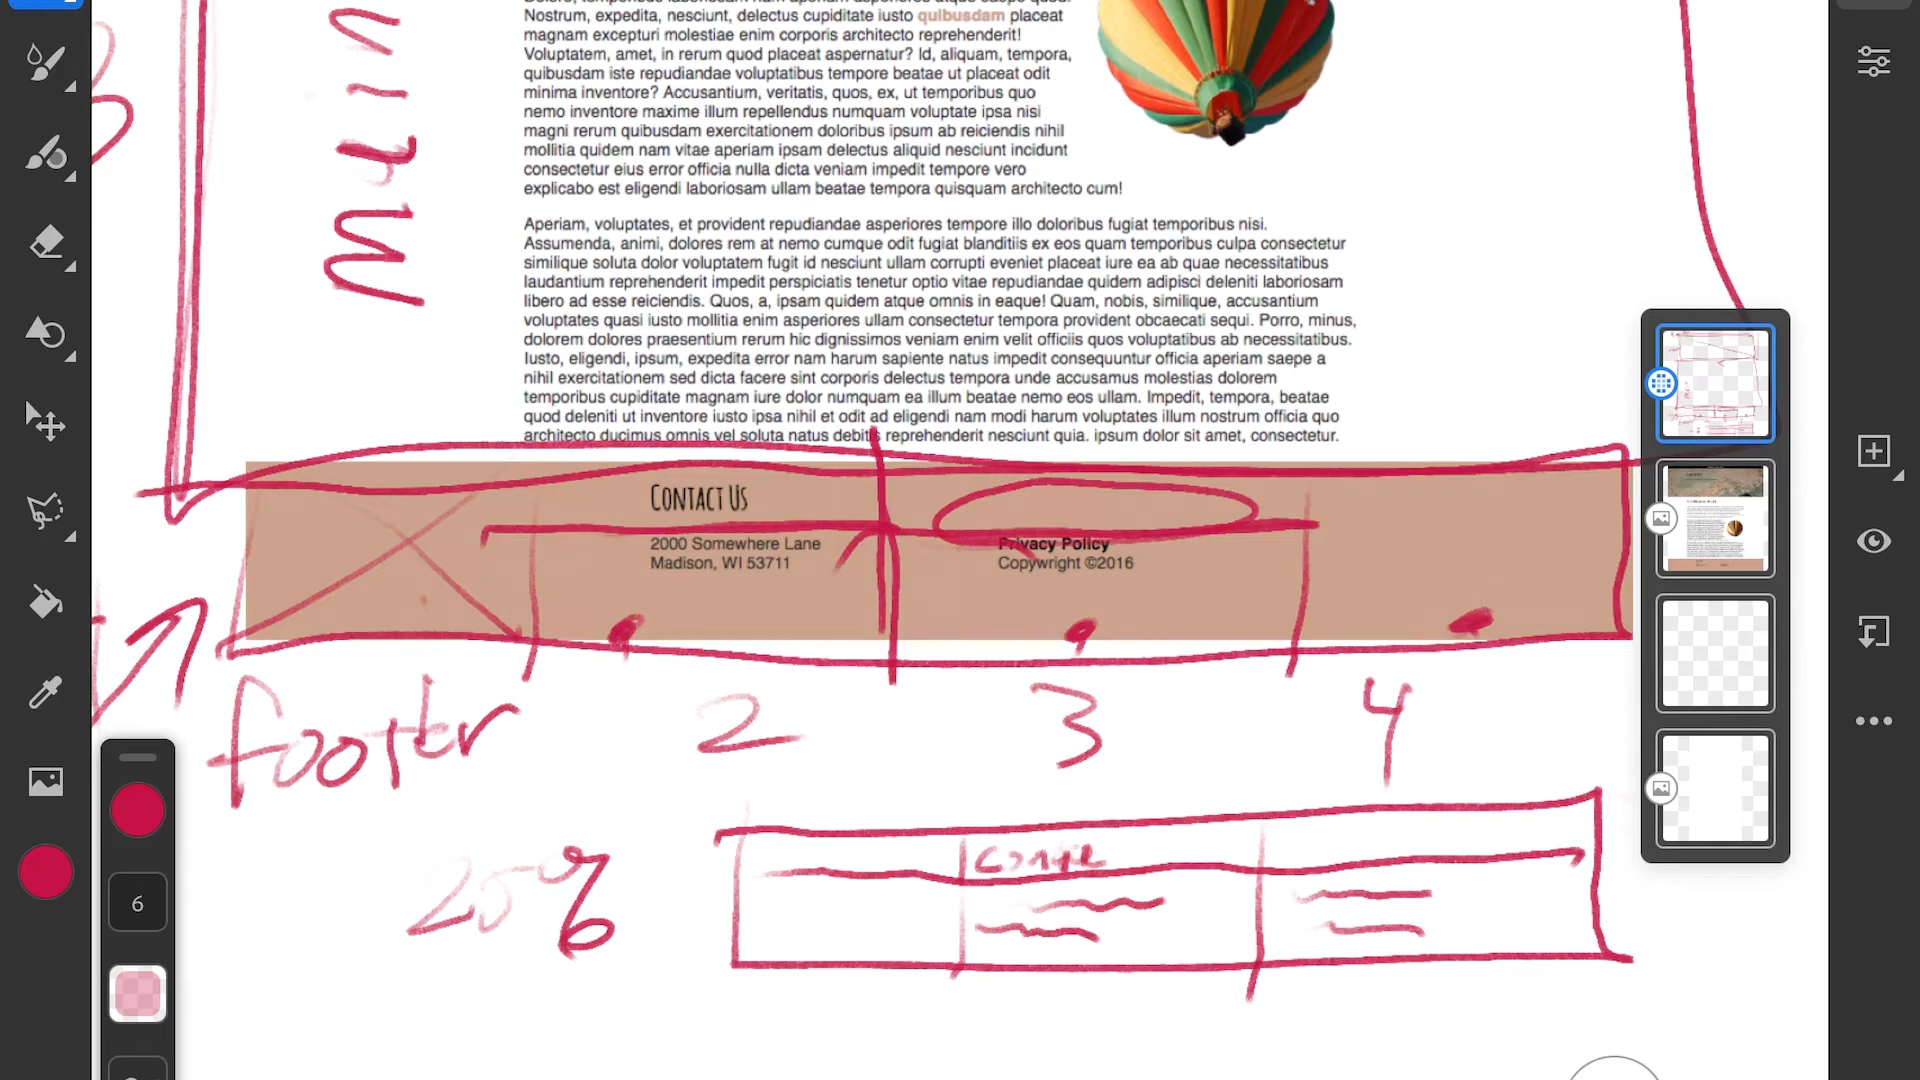 Nostrum, expedita, nesciunt, delectus cupiditate iusto quibusdam placeat
magnam excepturi molestiae enim corporis architecto reprehenderit!
Voluptatem, amet, in rerum quod placeat aspernatur? Id, aliquam, tempora,
quibusdam iste repudiandae voluptatibus tempore beatae ut placeat odit
minima inventore? Accusantium, veritatis, quos, ex, ut temporibus quo
nemo inventore maxime illum repellendus numquam voluptate ipsa nisi
magni rerum quibusdam exercitationem doloribus ipsum ab reiciendis nihil
mollitia quidem nam vitae aperiam ipsam delectus aliquid nesciunt incidunt
consectetur eius error officia nulla dicta veniam impedit tempore vero
explicabo est eligendi laboriosam ullam beatae tempora quisquam architecto cum!
Aperiam, voluptates, et provident repudiandae asperiores tempore illo doloribus fugiat temporibus nisi.
Assumenda, animi, dolores rem at nemo cumque odit fugiat blanditiis ex eos quam temporibus culpa consectetur
similique soluta dolor voluptatem fugit id nesciunt ullam corrupti eveniet placeat iure ea ab quae necessitatibus
laudantium reprehenderit impedit perspiciatis tenetur optio vitae repudiandae quidem adipisci deleniti laboriosam
libero ad esse reiciendis. Quos, a, ipsam quidem atque omnis in eaque! Quam, nobis, similique, accusantium
voluptates quasi iusto mollitia enim asperiores ullam consectetur tempora provident obcaecati sequi. Porro, minus,
dolorem dolores praesentium rerum hic dignissimos veniam enim velit officiis quos voluptatibus ab necessitatibus.
Iusto, eligendi, ipsum, expedita error nam harum sapiente natus impedit consequuntur officia aperiam saepe a
nihil exercitationem sed dicta facere sint corporis delectus tempora unde accusamus molestias dolorem
temporibus cupiditate magnam iure dolor numquam ea illum beatae nemo eos ullam. Impedit, tempora, beatae
quod deleniti ut inventore iusto ipsa nihil et odit ad eligendi nam modi harum voluptates illum nostrum officia quo
architecto ducimus omnis vel soluta natus debitis reprehenderit nesciunt quia. ipsum dolor sit amet, consectetur.
Contact Us
2000 Somewhere Lane
Madison, WI 53711
Privacy Policy
Copywright ©2016
footer 2 3 4
25%
6